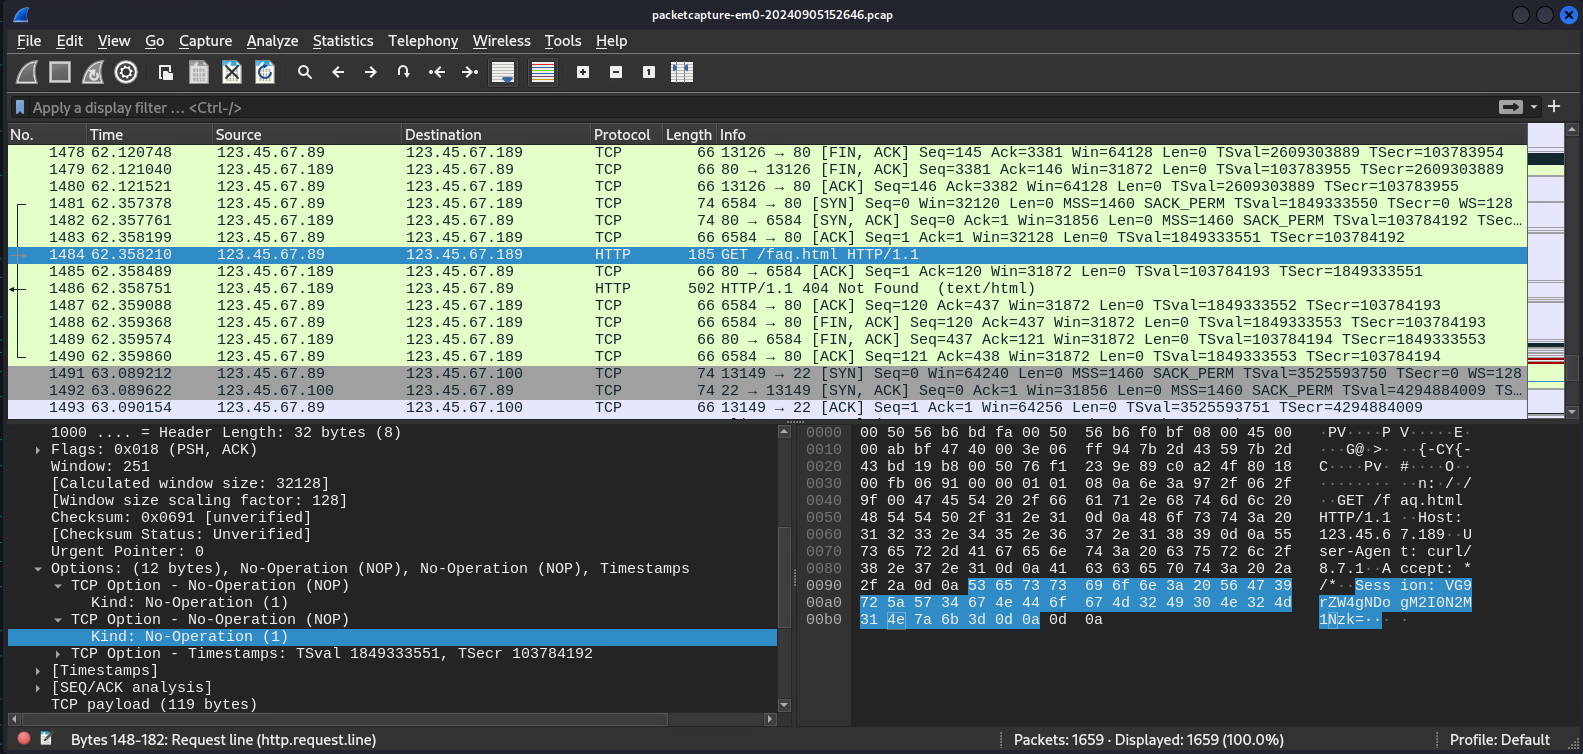 packetcapture-em0-20240905152646.pcap
File Edit View Go Capture Analyze Statistics Telephony Wireless Tools Help
Apply a display filter … <Ctrl-/>
No. Time Source Destination Protocol Length Info
1478 62.120748 123.45.67.89 123.45.67.189 TCP 66 13126 → 80 [FIN, ACK] Seq=145 Ack=3381 Win=64128 Len=0 TSval=2609303889 TSecr=103783954
1479 62.121040 123.45.67.189 123.45.67.89 TCP 66 80 → 13126 [FIN, ACK] Seq=3381 Ack=146 Win=31872 Len=0 TSval=103783955 TSecr=2609303889
1480 62.121521 123.45.67.89 123.45.67.189 TCP 66 13126 → 80 [ACK] Seq=146 Ack=3382 Win=64128 Len=0 TSval=2609303889 TSecr=103783955
1481 62.357378 123.45.67.89 123.45.67.189 TCP 74 6584 → 80 [SYN] Seq=0 Win=32120 Len=0 MSS=1460 SACK_PERM TSval=1849333550 TSecr=0 WS=128
1482 62.357761 123.45.67.189 123.45.67.89 TCP 74 80 → 6584 [SYN, ACK] Seq=0 Ack=1 Win=31856 Len=0 MSS=1460 SACK_PERM TSval=103784192 TSec…
1483 62.358199 123.45.67.89 123.45.67.189 TCP 66 6584 → 80 [ACK] Seq=1 Ack=1 Win=32128 Len=0 TSval=1849333551 TSecr=103784192
1484 62.358210 123.45.67.89 123.45.67.189 HTTP 185 GET /faq.html HTTP/1.1
1485 62.358489 123.45.67.189 123.45.67.89 TCP 66 80 → 6584 [ACK] Seq=1 Ack=120 Win=31872 Len=0 TSval=103784193 TSecr=1849333551
1486 62.358751 123.45.67.189 123.45.67.89 HTTP 502 HTTP/1.1 404 Not Found (text/html)
1487 62.359088 123.45.67.89 123.45.67.189 TCP 66 6584 → 80 [ACK] Seq=120 Ack=437 Win=31872 Len=0 TSval=1849333552 TSecr=103784193
1488 62.359368 123.45.67.89 123.45.67.189 TCP 66 6584 → 80 [FIN, ACK] Seq=120 Ack=437 Win=31872 Len=0 TSval=1849333553 TSecr=103784193
1489 62.359574 123.45.67.189 123.45.67.89 TCP 66 80 → 6584 [FIN, ACK] Seq=437 Ack=121 Win=31872 Len=0 TSval=103784194 TSecr=1849333553
1490 62.359860 123.45.67.89 123.45.67.189 TCP 66 6584 → 80 [ACK] Seq=121 Ack=438 Win=31872 Len=0 TSval=1849333553 TSecr=103784194
1491 63.089212 123.45.67.89 123.45.67.100 TCP 74 13149 → 22 [SYN] Seq=0 Win=64240 Len=0 MSS=1460 SACK_PERM TSval=3525593750 TSecr=0 WS=128
1492 63.089622 123.45.67.100 123.45.67.89 TCP 74 22 → 13149 [SYN, ACK] Seq=0 Ack=1 Win=31856 Len=0 MSS=1460 SACK_PERM TSval=4294884009 TS…
1493 63.090154 123.45.67.89 123.45.67.100 TCP 66 13149 → 22 [ACK] Seq=1 Ack=1 Win=64256 Len=0 TSval=3525593751 TSecr=4294884009
1000 .... = Header Length: 32 bytes (8)
Flags: 0x018 (PSH, ACK)
Window: 251
[Calculated window size: 32128]
[Window size scaling factor: 128]
Checksum: 0x0691 [unverified]
[Checksum Status: Unverified]
Urgent Pointer: 0
Options: (12 bytes), No-Operation (NOP), No-Operation (NOP), Timestamps
TCP Option - No-Operation (NOP)
Kind: No-Operation (1)
TCP Option - No-Operation (NOP)
Kind: No-Operation (1)
TCP Option - Timestamps: TSval 1849333551, TSecr 103784192
[Timestamps]
[SEQ/ACK analysis]
TCP payload (119 bytes)
0000 00 50 56 b6 bd fa 00 50 56 b6 f0 bf 08 00 45 00 ·PV····P V·····E·
0010 00 ab bf 47 40 00 3e 06 ff 94 7b 2d 43 59 7b 2d ···G@·>· ··{-CY{-
0020 43 bd 19 b8 00 50 76 f1 23 9e 89 c0 a2 4f 80 18 C····Pv· #····O··
0030 00 fb 06 91 00 00 01 01 08 0a 6e 3a 97 2f 06 2f ········ ··n:·/·/
0040 9f 00 47 45 54 20 2f 66 61 71 2e 68 74 6d 6c 20 ··GET /f aq.html
0050 48 54 54 50 2f 31 2e 31 0d 0a 48 6f 73 74 3a 20 HTTP/1.1 ··Host:
0060 31 32 33 2e 34 35 2e 36 37 2e 31 38 39 0d 0a 55 123.45.6 7.189··U
0070 73 65 72 2d 41 67 65 6e 74 3a 20 63 75 72 6c 2f ser-Agen t: curl/
0080 38 2e 37 2e 31 0d 0a 41 63 63 65 70 74 3a 20 2a 8.7.1··A ccept: *
0090 2f 2a 0d 0a 53 65 73 73 69 6f 6e 3a 20 56 47 39 /*··Sess ion: VG9
00a0 72 5a 57 34 67 4e 44 6f 67 4d 32 49 30 4e 32 4d rZW4gNDo gM2I0N2M
00b0 31 4e 7a 6b 3d 0d 0a 0d 0a 1Nzk=··· ·
Bytes 148-182: Request line (http.request.line)
Packets: 1659 · Displayed: 1659 (100.0%)
Profile: Default